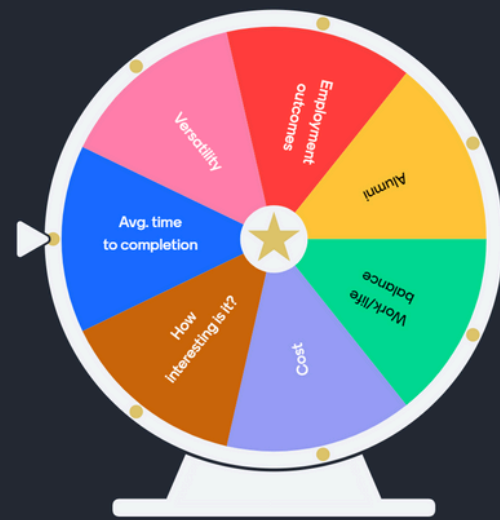 Employment
outcomes
Alumni
Work/life
balance
Cost
How
interesting is it?
Avg. time
to completion
Versatility